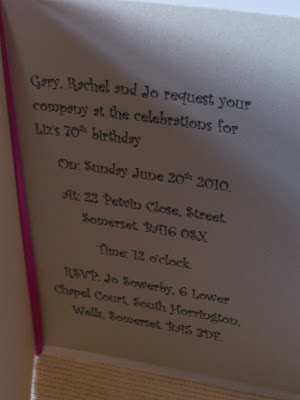 Gary, Rachel and Jo request your
company at the celebrations for
Liz's 70th birthday
On: Sunday June 20th 2010.
At: 22 Petvin Close, Street,
Somerset. BA16 0SX
Time: 12 o'clock.
RSVP: Jo Sowerby, 6 Lower
Chapel Court, South Horrington,
Wells, Somerset. BA5 3DF.